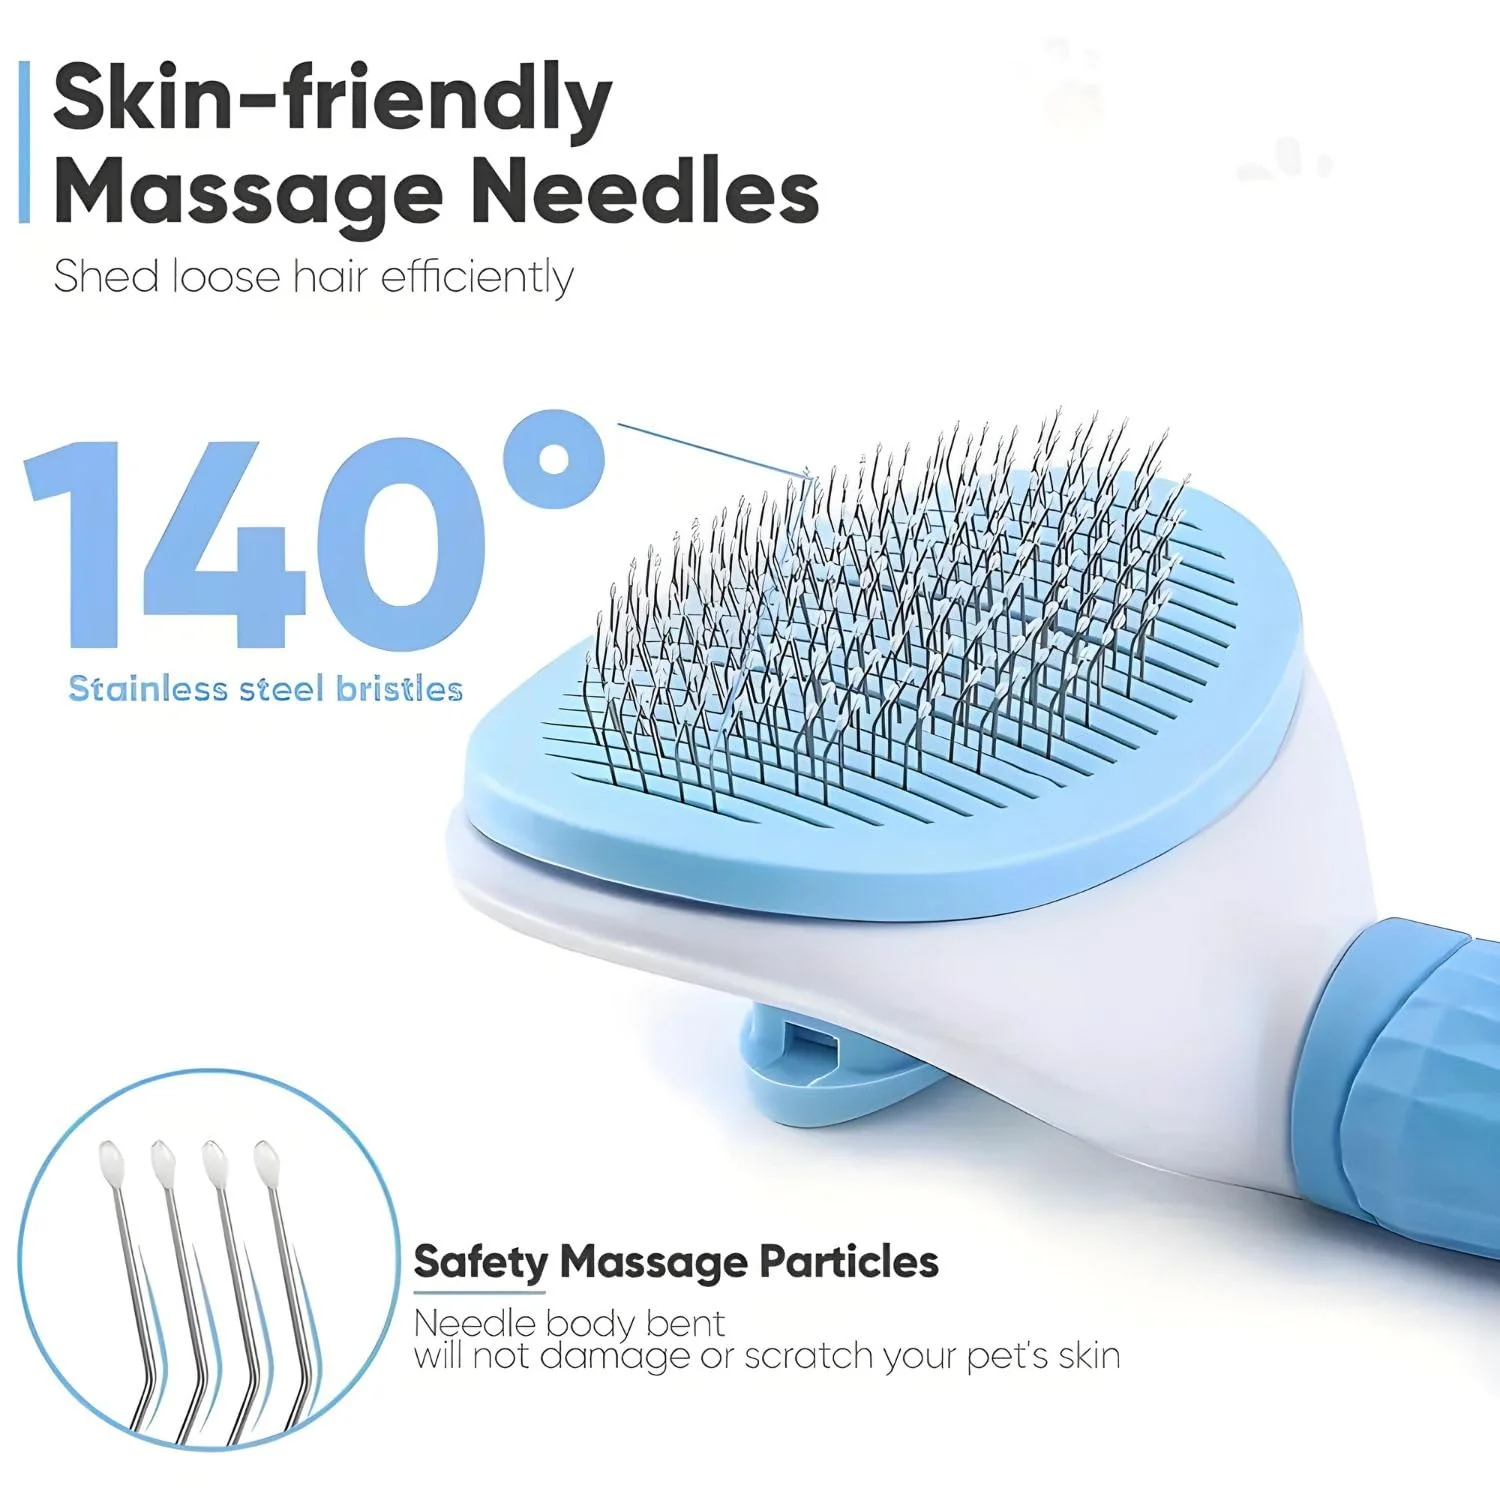 Skin-friendly
Massage Needles
Shed loose hair efficiently
140°
Stainless steel bristles
Safety Massage Particles
Needle body bent
will not damage or scratch your pet's skin